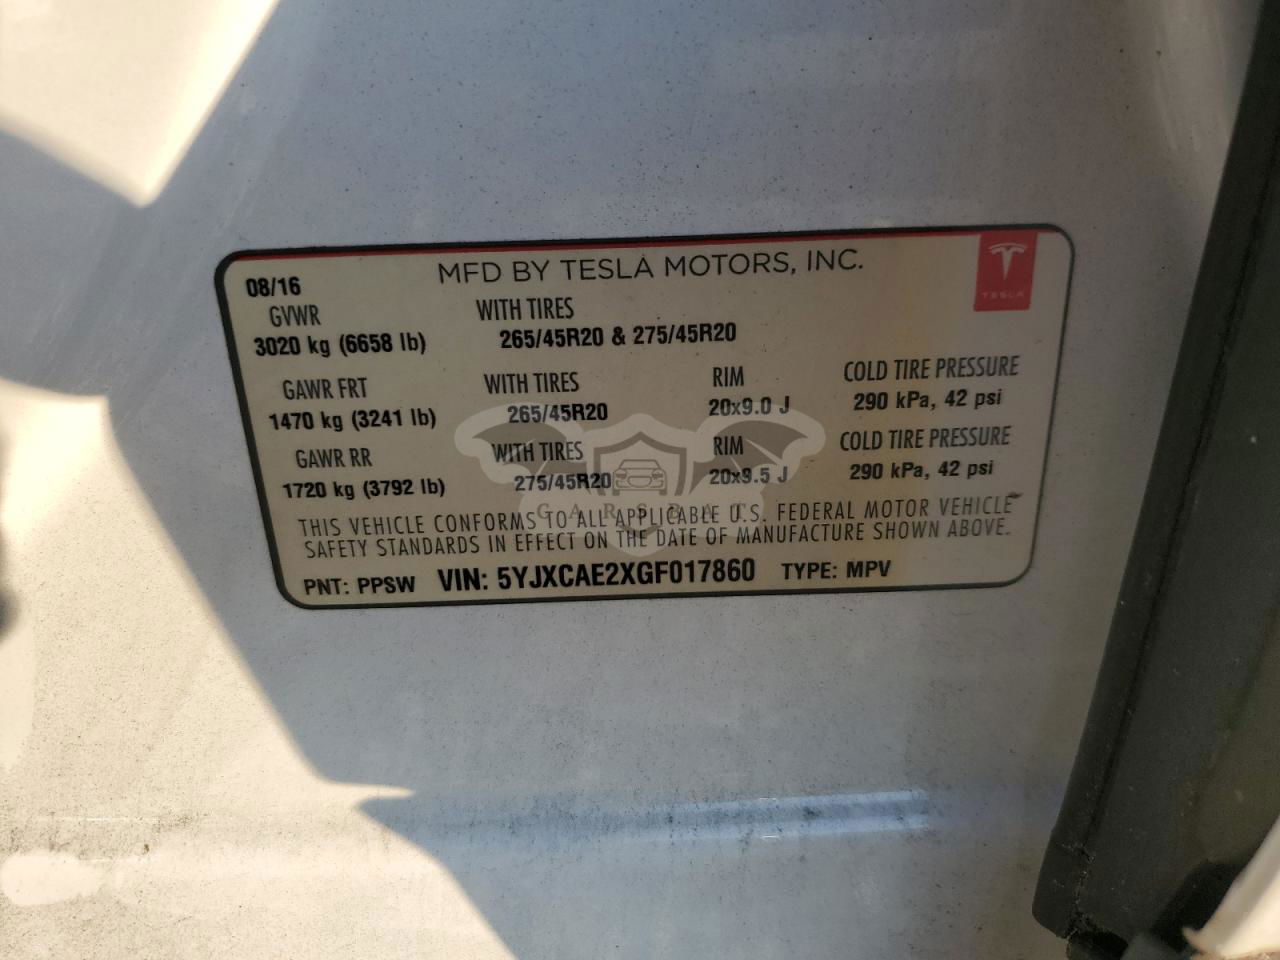 MFD BY TESLA MOTORS, INC.
TESLA
08/16
GVWR WITH TIRES
3020 kg (6658 lb) 265/45R20 & 275/45R20
GAWR FRT WITH TIRES RIM COLD TIRE PRESSURE
1470 kg (3241 lb) 265/45R20 20x9.0 J 290 kPa, 42 psi
GAWR RR WITH TIRES RIM COLD TIRE PRESSURE
1720 kg (3792 lb) 275/45R20 20x9.5 J 290 kPa, 42 psi
GARSBAT
THIS VEHICLE CONFORMS TO ALL APPLICABLE U.S. FEDERAL MOTOR VEHICLE
SAFETY STANDARDS IN EFFECT ON THE DATE OF MANUFACTURE SHOWN ABOVE.
PNT: PPSW VIN: 5YJXCAE2XGF017860 TYPE: MPV